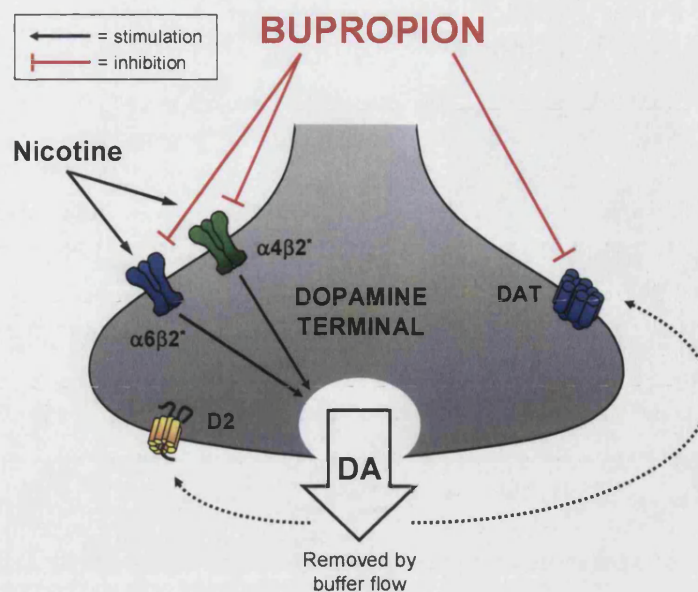 = stimulation
= inhibition
BUPROPION
Nicotine
α4β2*
α6β2*
DOPAMINE
TERMINAL
DAT
D2
DA
Removed by
buffer flow